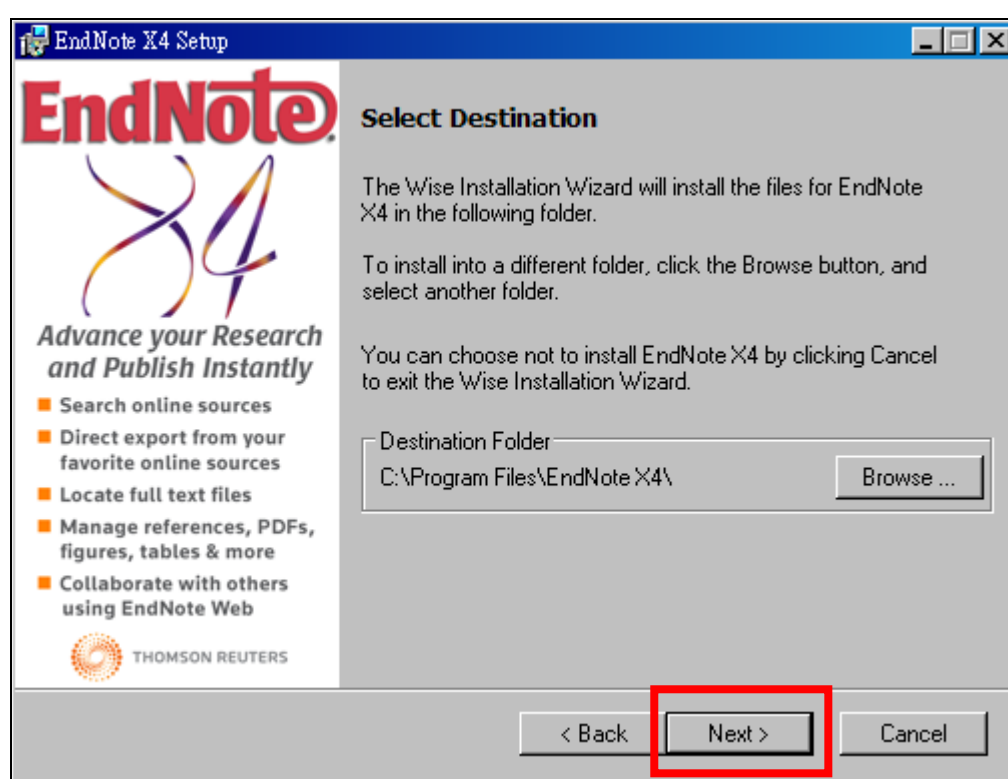 EndNote X4 Setup
EndNote
X4
Advance your Research
and Publish Instantly
Search online sources
Direct export from your
favorite online sources
Locate full text files
Manage references, PDFs,
figures, tables & more
Collaborate with others
using EndNote Web
THOMSON REUTERS
Select Destination
The Wise Installation Wizard will install the files for EndNote
X4 in the following folder.
To install into a different folder, click the Browse button, and
select another folder.
You can choose not to install EndNote X4 by clicking Cancel
to exit the Wise Installation Wizard.
Destination Folder
C:\Program Files\EndNote X4\
Browse ...
< Back
Next >
Cancel